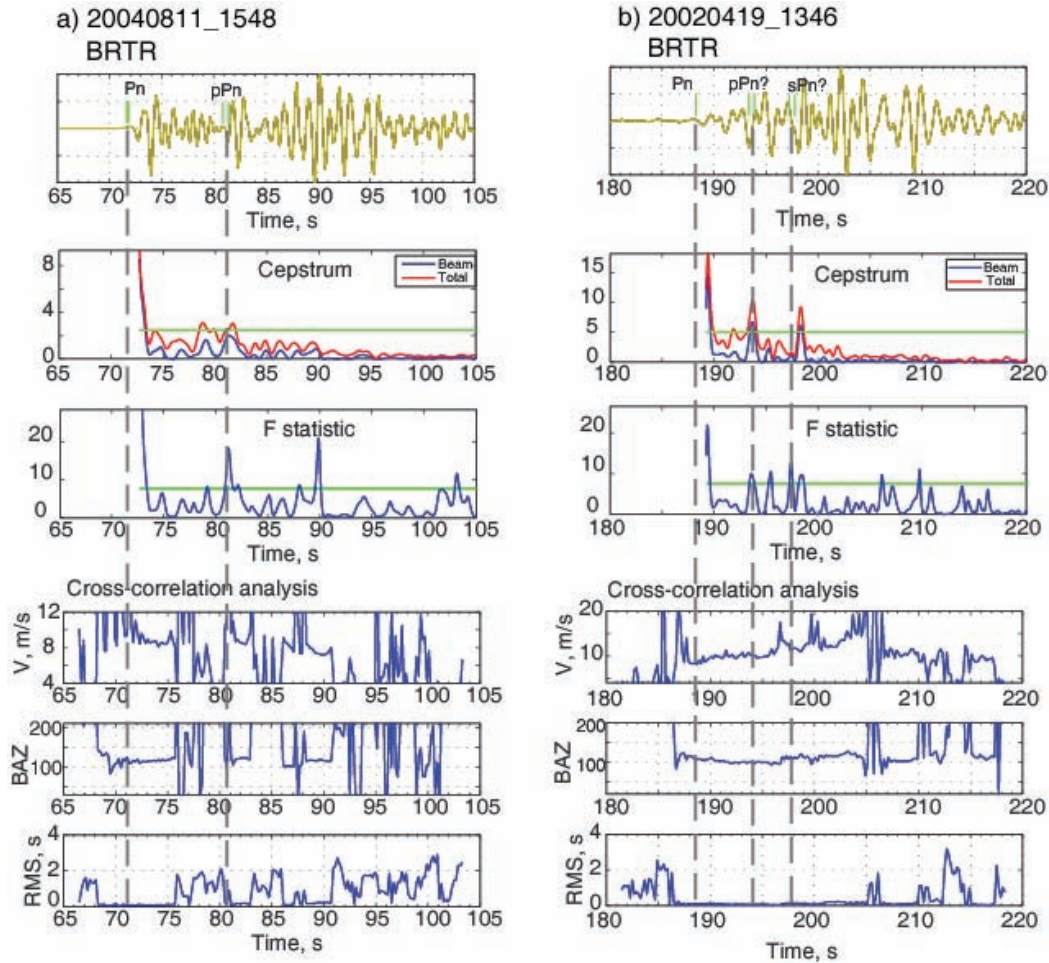 a) 20040811_1548
BRTR
Pn
pPn
65 70 75 80 85 90 95 100 105
Time, s
8
4
0
Cepstrum
Beam
Total
65 70 75 80 85 90 95 100 105
20
10
0
F statistic
65 70 75 80 85 90 95 100 105
Time, s
Cross-correlation analysis
V, m/s
12
8
4
65 70 75 80 85 90 95 100 105
BAZ
200
100
65 70 75 80 85 90 95 100 105
RMS, s
4
2
0
65 70 75 80 85 90 95 100 105
Time, s
b) 20020419_1346
BRTR
Pn
pPn?
sPn?
180 190 200 210 220
Time, s
15
10
5
0
Cepstrum
Beam
Total
180 190 200 210 220
20
10
0
F statistic
180 190 200 210 220
Time, s
Cross-correlation analysis
V, m/s
20
10
180 190 200 210 220
BAZ
200
100
180 190 200 210 220
RMS, s
4
2
0
180 190 200 210 220
Time, s